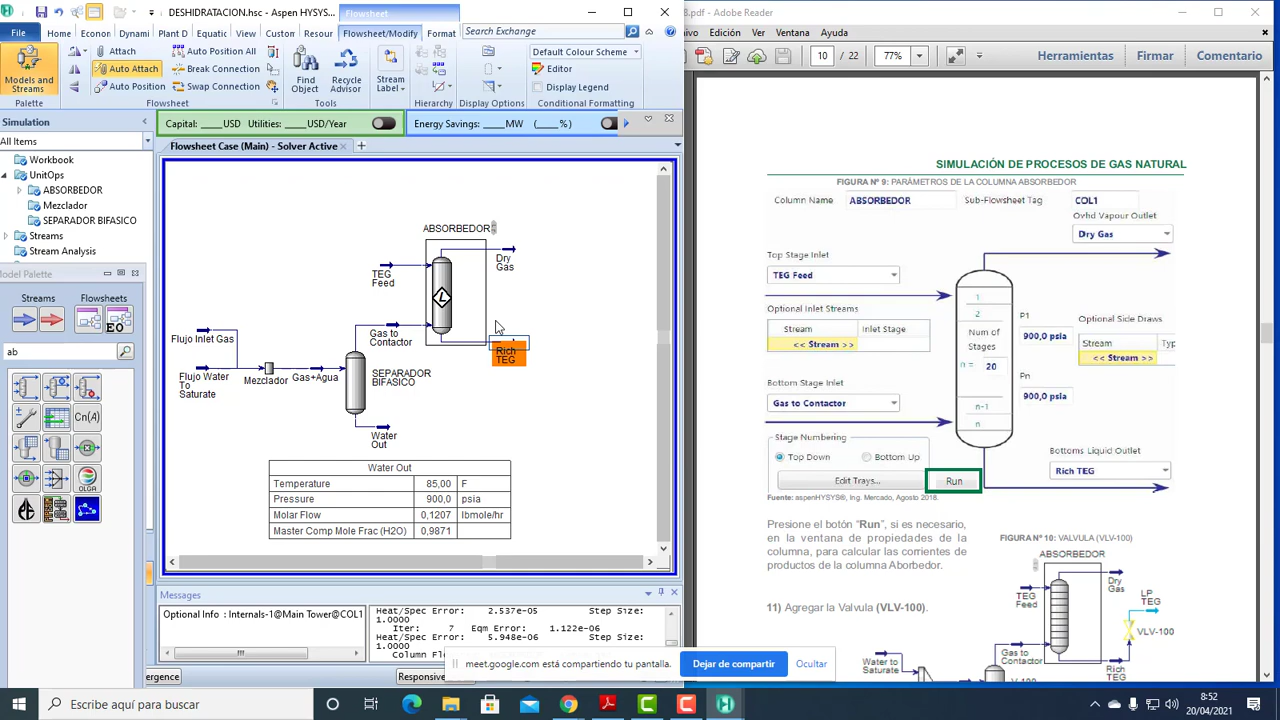 DESHIDRATACION.hsc - Aspen HYSYS
Flowsheet
File Home Econor Dynami Plant D Equatic View Custom Resour Flowsheet/Modify Format Search Exchange
Models and Streams
Attach
Auto Attach
Auto Position
Auto Position All
Break Connection
Swap Connection
Find Object
Recycle Advisor
Stream Label
Default Colour Scheme
Editor
Display Legend
Palette Flowsheet Tools Hierarchy Display Options Conditional Formatting
Simulation
Capital: ____USD Utilities: ____USD/Year
Energy Savings: ____MW (____%)
All Items
Flowsheet Case (Main) - Solver Active
Workbook
UnitOps
ABSORBEDOR
Mezclador
SEPARADOR BIFASICO
Streams
Stream Analysis
Model Palette
Streams Flowsheets
EO
ab
Cn(A)
OLGA
ABSORBEDOR
Dry
Gas
TEG
Feed
L
Gas to
Contactor
Rich
TEG
Flujo Inlet Gas
Flujo Water
To
Saturate
Mezclador
Gas+Agua
SEPARADOR
BIFASICO
Water
Out
Water Out
Temperature 85,00 F
Pressure 900,0 psia
Molar Flow 0,1207 lbmole/hr
Master Comp Mole Frac (H2O) 0,9871
Messages
Optional Info : Internals-1@Main Tower@COL1
Heat/Spec Error: 2.537e-05 Step Size:
1.0000
Iter: 7 Eqm Error: 1.122e-06
Heat/Spec Error: 5.948e-06 Step Size:
1.0000
Column Fl
ergence
Responsive
meet.google.com está compartiendo tu pantalla.
Dejar de compartir
Ocultar
8.pdf - Adobe Reader
ivo Edición Ver Ventana Ayuda
10 / 22 77% Herramientas Firmar Comentario
SIMULACIÓN DE PROCESOS DE GAS NATURAL
FIGURA Nº 9: PARÁMETROS DE LA COLUMNA ABSORBEDOR
Column Name ABSORBEDOR Sub-Flowsheet Tag COL1
Ovhd Vapour Outlet
Dry Gas
Top Stage Inlet
TEG Feed
Optional Inlet Streams
Stream Inlet Stage
<< Stream >>
Bottom Stage Inlet
Gas to Contactor
1
2
Num of
Stages
n = 20
n-1
n
P1
900,0 psia
Pn
900,0 psia
Optional Side Draws
Stream Typ
<< Stream >>
Stage Numbering
Top Down Bottom Up
Edit Trays...
Run
Bottoms Liquid Outlet
Rich TEG
Fuente: aspenHYSYS®, Ing. Mercado, Agosto 2018.
Presione el botón “Run”, si es necesario,
en la ventana de propiedades de la
columna, para calcular las corrientes de
productos de la columna Aborbedor.
11) Agregar la Valvula (VLV-100).
FIGURA Nº 10: VALVULA (VLV-100)
ABSORBEDOR
Dry
Gas
TEG
Feed
LP
TEG
VLV-100
Gas to
Contactor
Rich
TEG
Water to
Saturate
V-100
Escribe aquí para buscar
8:52
20/04/2021